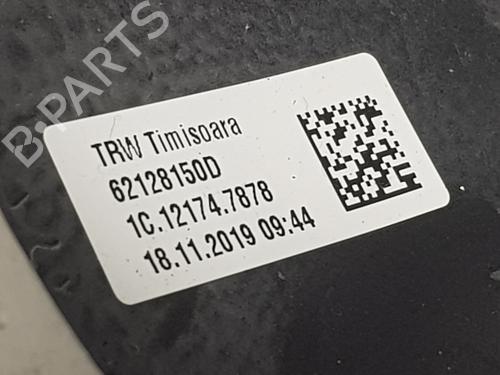 B-PARTS
TRW Timisoara
62128150D
1C.12174.7878
18.11.2019 09:44